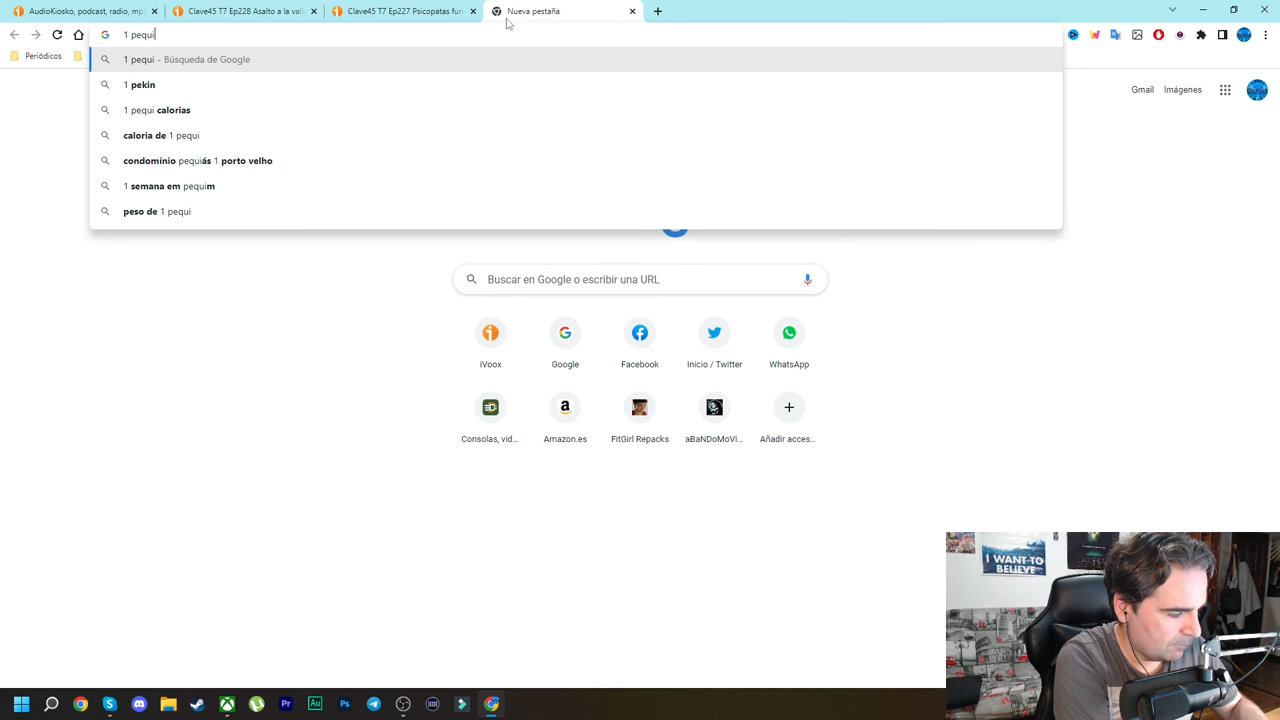 AudioKiosko, podcast, radio, mp
Clave45 T7 Ep228 Asalto a la val
Clave45 T7 Ep227 Psicopatas fun
Nueva pestaña
1 pequi
Periódicos
1 pequi - Búsqueda de Google
1 pekin
1 pequi calorias
caloria de 1 pequi
condomínio pequiás 1 porto velho
1 semana em pequim
peso de 1 pequi
Gmail Imágenes
Buscar en Google o escribir una URL
iVoox Google Facebook Inicio / Twitter WhatsApp
Consolas, vid... Amazon.es FitGirl Repacks aBaNDoMoVi... Añadir acces...
I WANT TO
BELIEVE